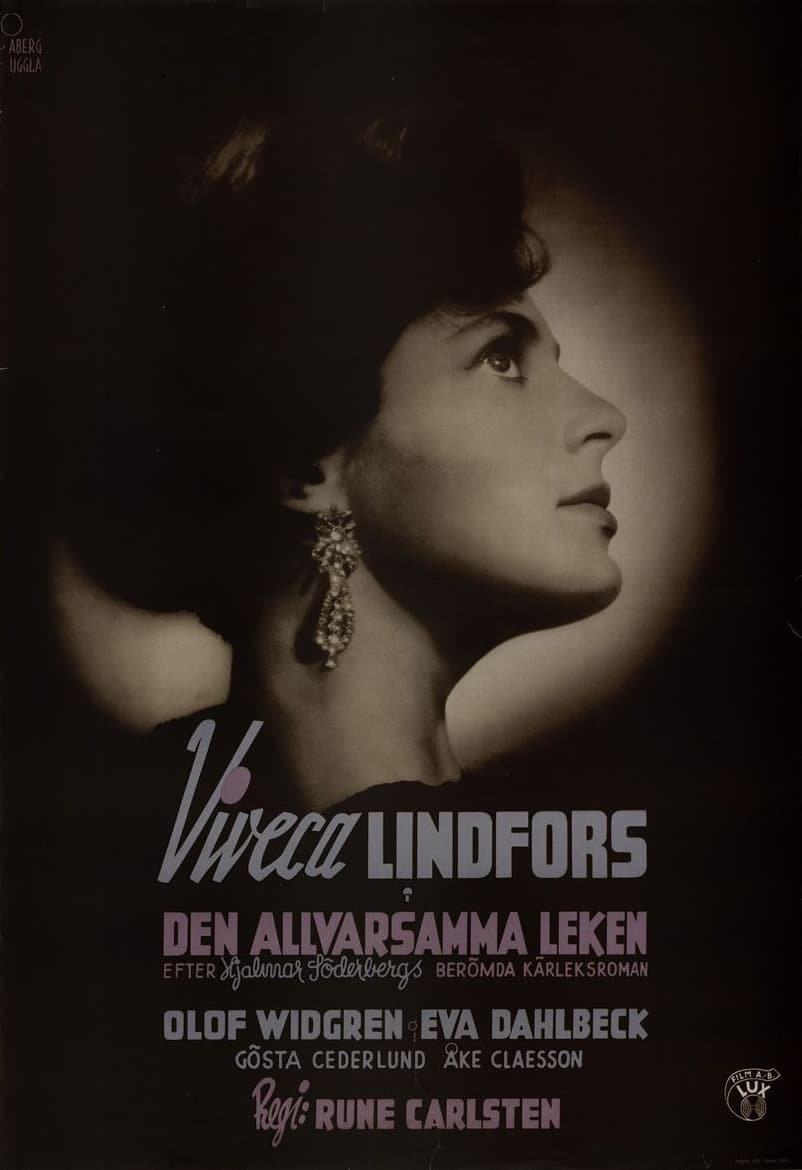 ABERG
UGGLA
Viveca LINDFORS
i
DEN ALLVARSAMMA LEKEN
EFTER Hjalmar Söderbergs BERÖMDA KÄRLEKSROMAN
OLOF WIDGREN EVA DAHLBECK
GÖSTA CEDERLUND ÅKE CLAESSON
Regi: RUNE CARLSTEN
FILM A.-B.
LUX